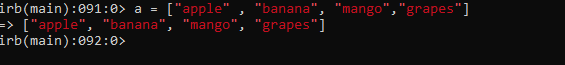 irb(main):091:0> a = ["apple" , "banana", "mango","grapes"]
=> ["apple", "banana", "mango", "grapes"]
irb(main):092:0>